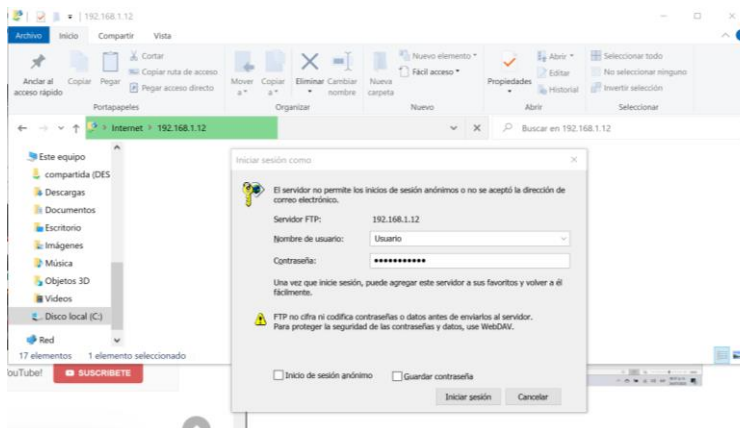 192.168.1.12
Archivo Inicio Compartir Vista
Anclar al acceso rápido
Copiar
Pegar
Cortar
Copiar ruta de acceso
Pegar acceso directo
Mover a
Copiar a
Eliminar
Cambiar nombre
Nueva carpeta
Nuevo elemento
Fácil acceso
Propiedades
Abrir
Editar
Historial
Seleccionar todo
No seleccionar ninguno
Invertir selección
Portapapeles Organizar Nuevo Abrir Seleccionar
Internet > 192.168.1.12
Buscar en 192.168.1.12
Este equipo
compartida (DES
Descargas
Documentos
Escritorio
Imágenes
Música
Objetos 3D
Videos
Disco local (C:)
Red
17 elementos 1 elemento seleccionado
Iniciar sesión como
El servidor no permite los inicios de sesión anónimos o no se aceptó la dirección de
correo electrónico.
Servidor FTP: 192.168.1.12
Nombre de usuario: Usuario
Contraseña: •••••••••••
Una vez que inicie sesión, puede agregar este servidor a sus favoritos y volver a él
fácilmente.
FTP no cifra ni codifica contraseñas o datos antes de enviarlos al servidor.
Para proteger la seguridad de las contraseñas y datos, use WebDAV.
Inicio de sesión anónimo Guardar contraseña
Iniciar sesión Cancelar
ouTube! SUSCRIBETE